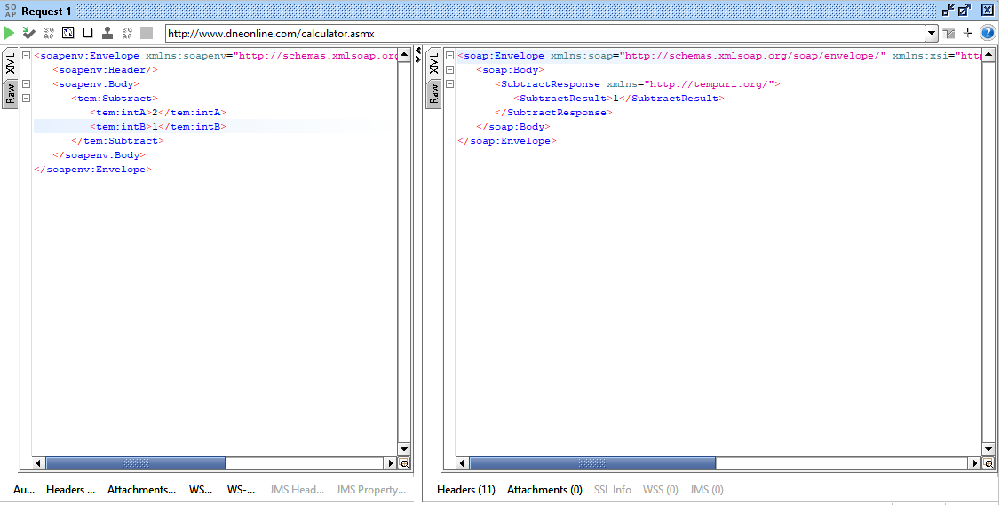 SO AP Request 1
http://www.dneonline.com/calculator.asmx
XML
Raw
<soapenv:Envelope xmlns:soapenv="http://schemas.xmlsoap.org
<soapenv:Header/>
<soapenv:Body>
<tem:Subtract>
<tem:intA>2</tem:intA>
<tem:intB>1</tem:intB>
</tem:Subtract>
</soapenv:Body>
</soapenv:Envelope>
Au... Headers ... Attachments... WS... WS-... JMS Head... JMS Property...
XML
Raw
<soap:Envelope xmlns:soap="http://schemas.xmlsoap.org/soap/envelope/" xmlns:xsi="http
<soap:Body>
<SubtractResponse xmlns="http://tempuri.org/">
<SubtractResult>1</SubtractResult>
</SubtractResponse>
</soap:Body>
</soap:Envelope>
Headers (11) Attachments (0) SSL Info WSS (0) JMS (0)